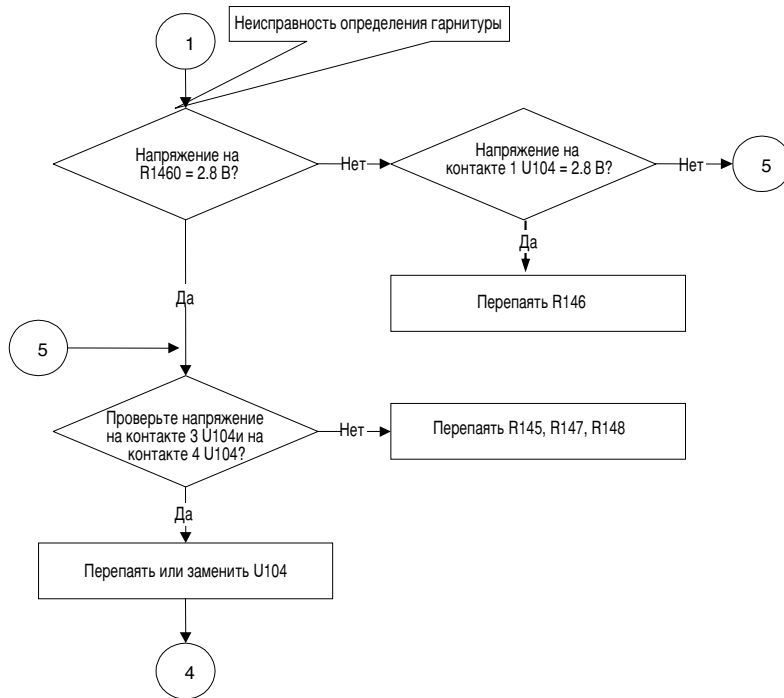 Неисправность определения гарнитуры
1
Напряжение на
R1460 = 2.8 В?
Нет
Напряжение на
контакте 1 U104 = 2.8 В?
Нет
5
Да
Перепаять R146
Да
5
Проверьте напряжение
на контакте 3 U104и на
контакте 4 U104?
Нет
Перепаять R145, R147, R148
Да
Перепаять или заменить U104
4